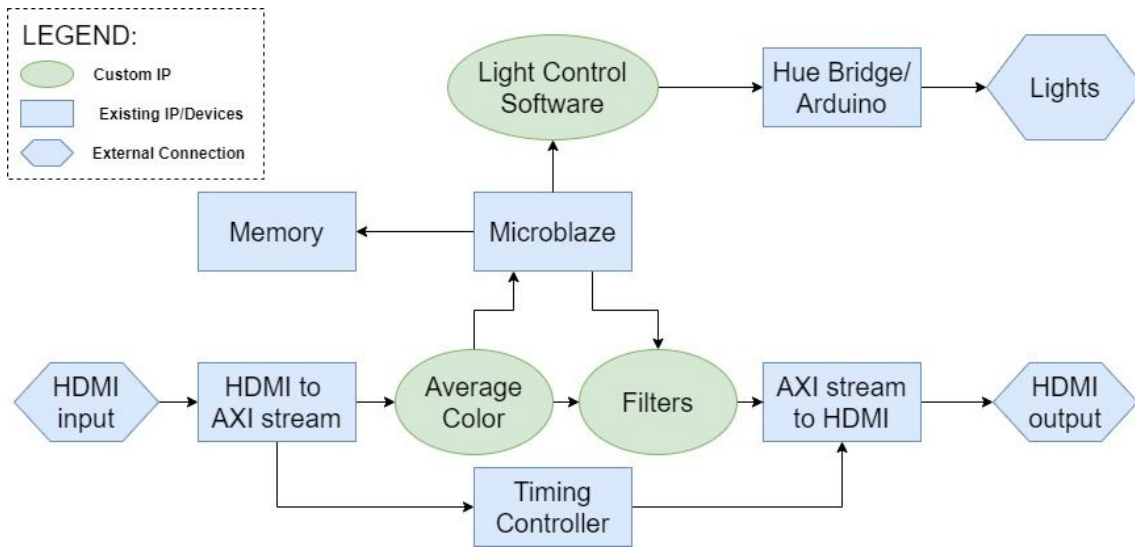 LEGEND:
Custom IP
Existing IP/Devices
External Connection
Light Control
Software
Hue Bridge/
Arduino
Lights
Memory
Microblaze
HDMI
input
HDMI to
AXI stream
Average
Color
Filters
AXI stream
to HDMI
HDMI
output
Timing
Controller